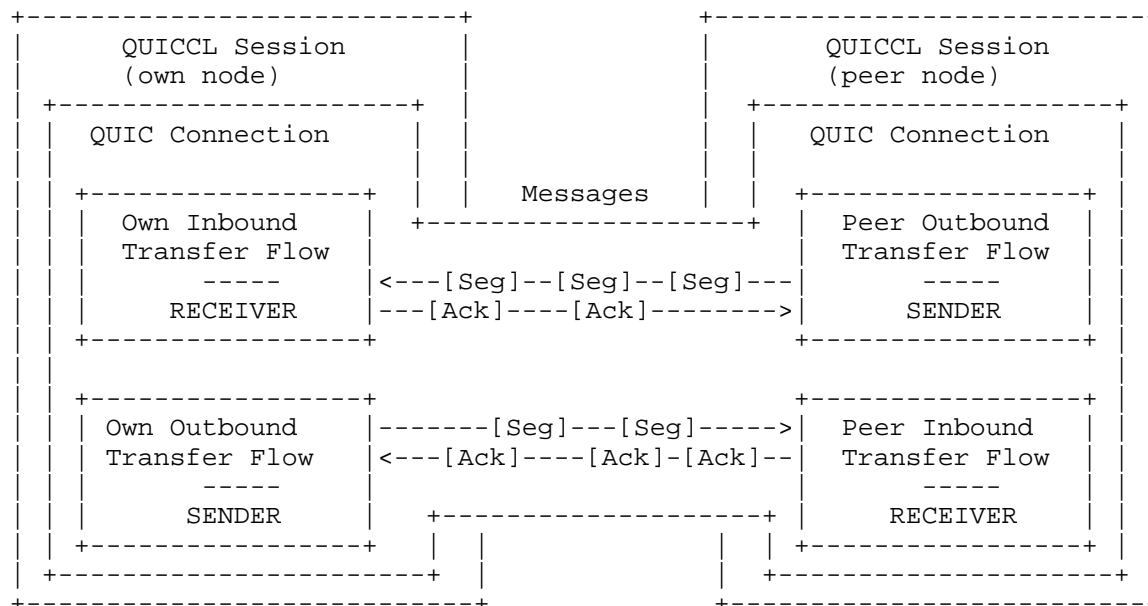 QUICCL Session QUICCL Session
(own node) (peer node)
QUIC Connection QUIC Connection
Messages
Own Inbound Peer Outbound
Transfer Flow Transfer Flow
----- <---[Seg]--[Seg]--[Seg]--- -----
RECEIVER ---[Ack]----[Ack]--------> SENDER
Own Outbound -------[Seg]---[Seg]-----> Peer Inbound
Transfer Flow <---[Ack]----[Ack]-[Ack]-- Transfer Flow
----- -----
SENDER RECEIVER